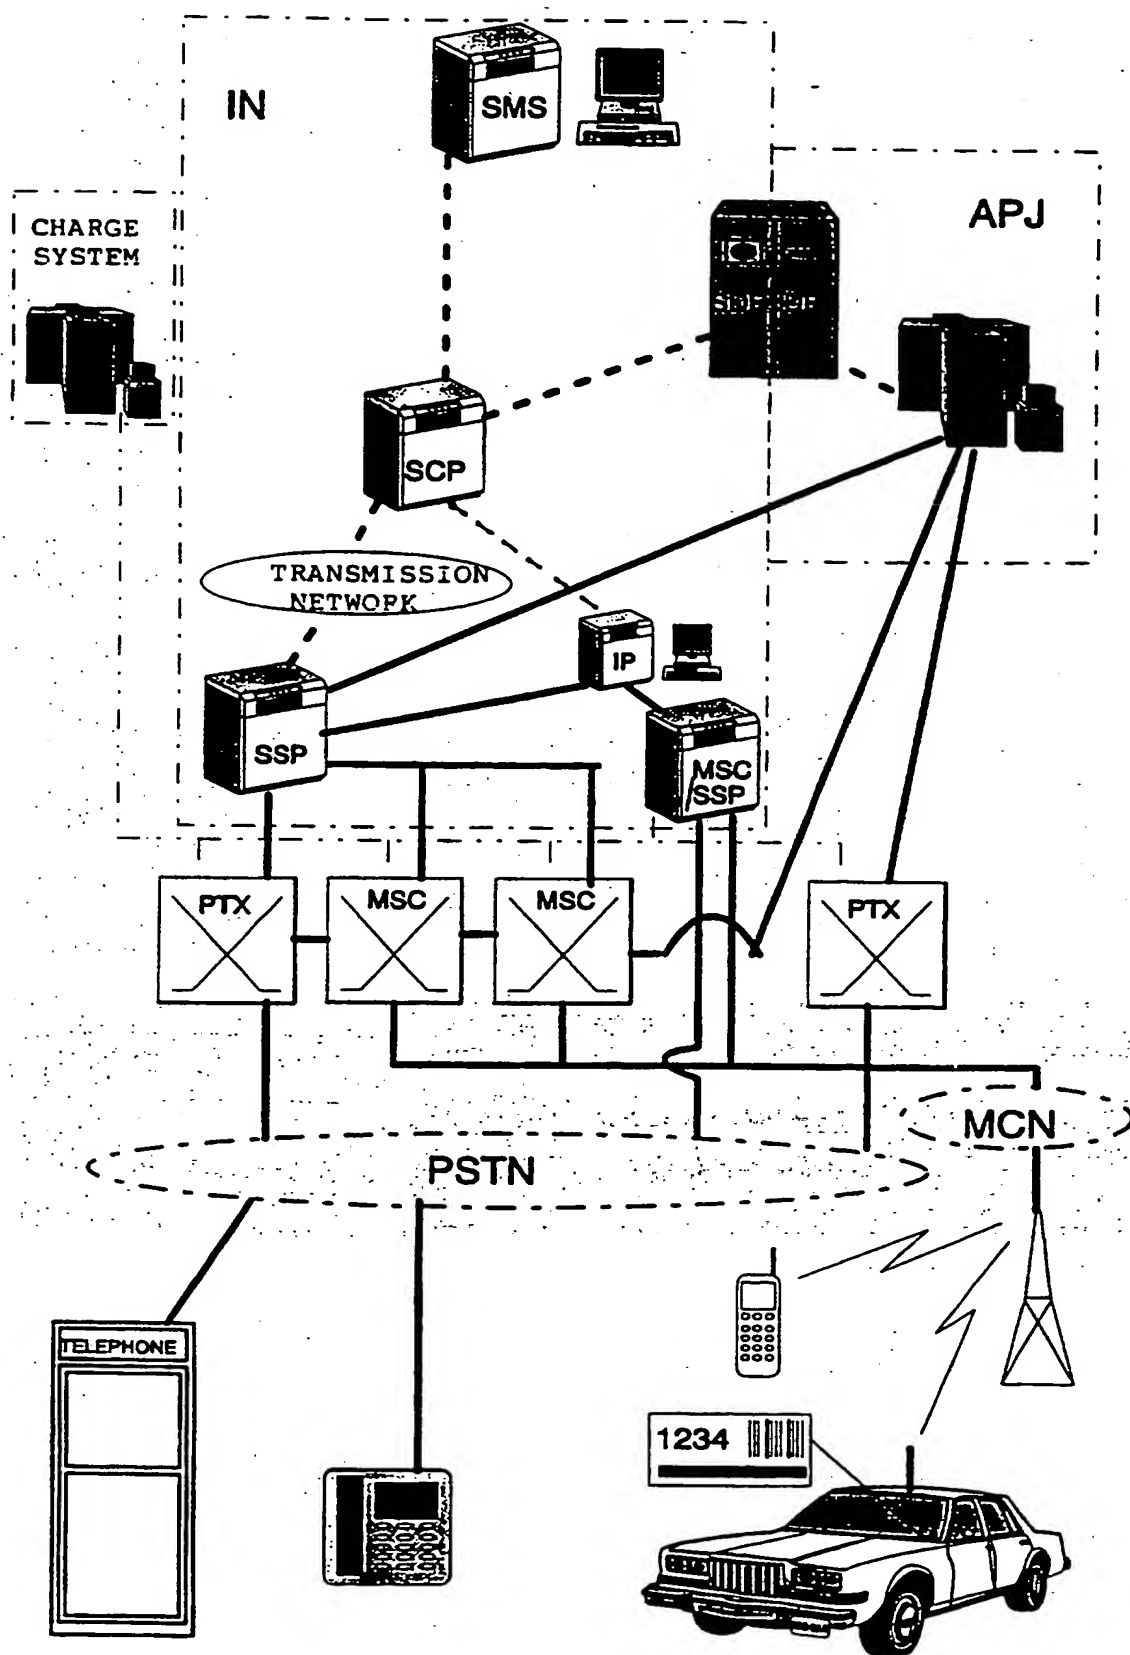 IN
SMS
CHARGE
SYSTEM
APJ
SCP
TRANSMISSION
NETWORK
IP
SSP
MSC
/SSP
PTX
MSC
MSC
PTX
MCN
PSTN
TELEPHONE
1234